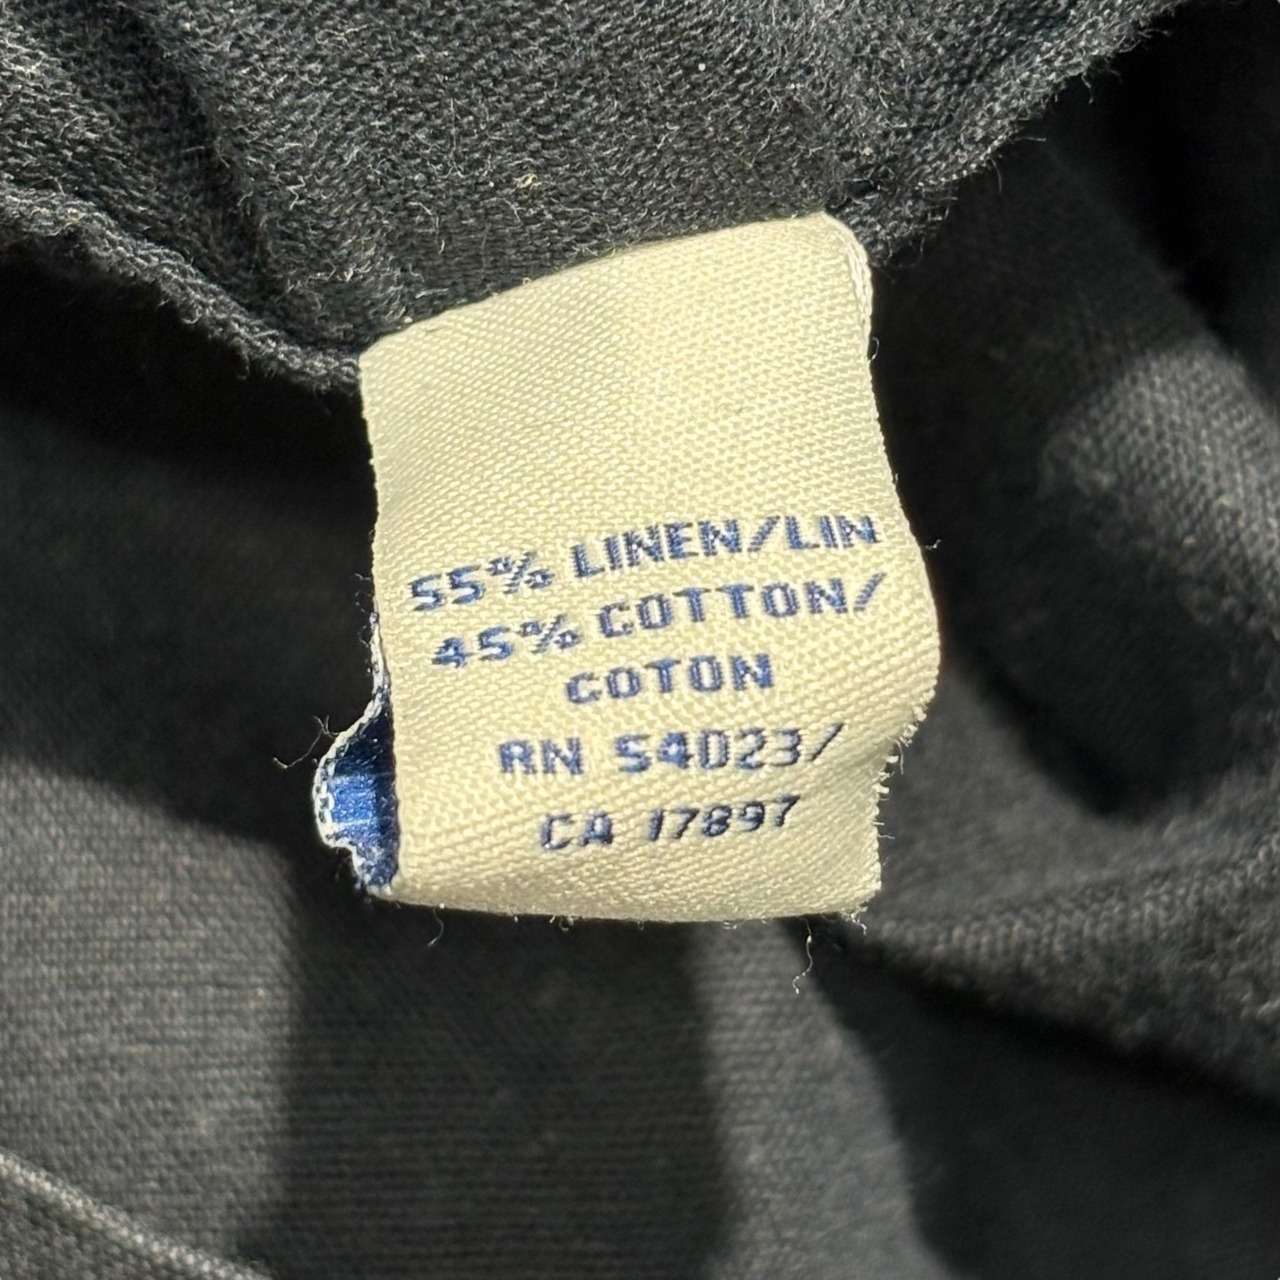 55% LINEN/LIN
45% COTTON/
COTON
RN 54023/
CA 17897